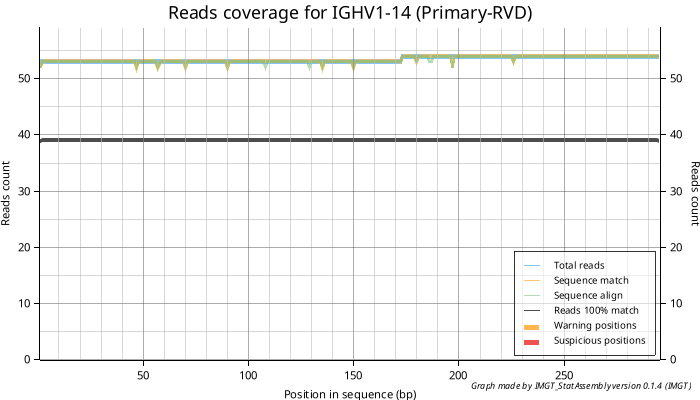 Reads coverage for IGHV1-14 (Primary-RVD)
50 50
40 40
30 30
20 20
10 10
0 0
Reads count
Reads count
Total reads
Sequence match
Sequence align
Reads 100% match
Warning positions
Suspicious positions
50 100 150 200 250
Position in sequence (bp)
Graph made by IMGT_StatAssembly version 0.1.4 (IMGT)